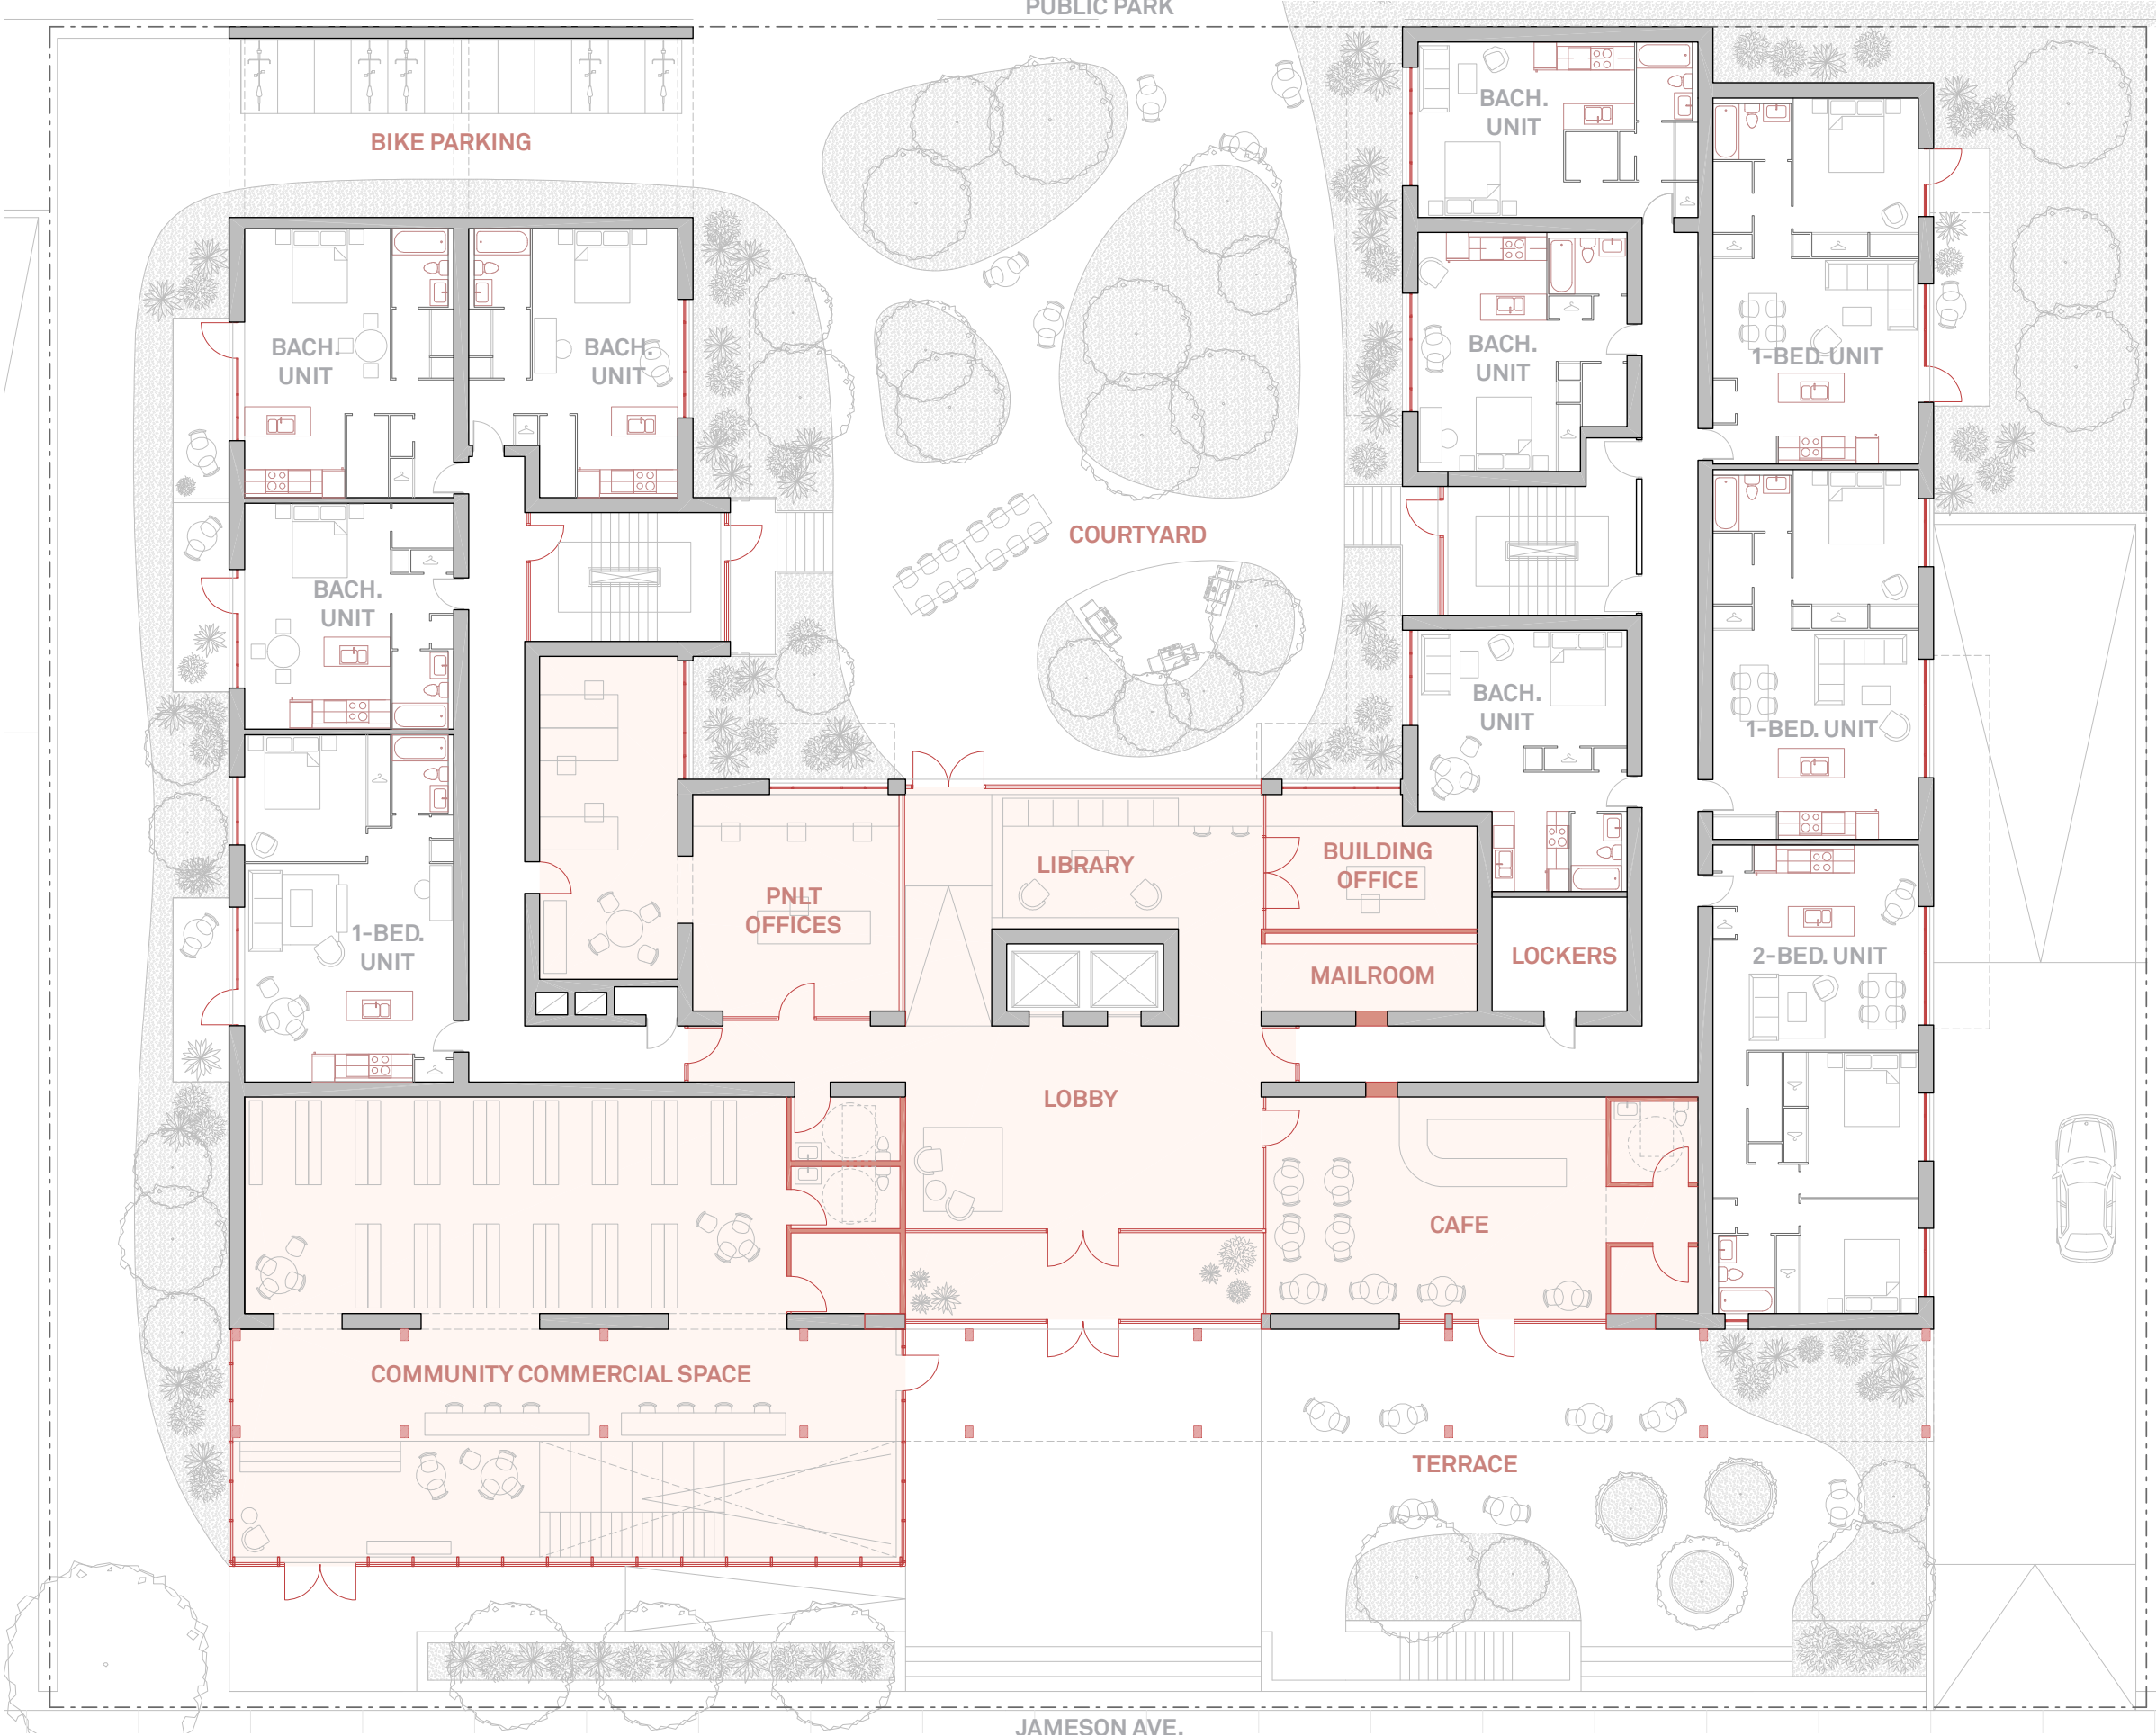 PUBLIC PARK
BIKE PARKING
BACH.
UNIT
BACH.
UNIT
BACH.
UNIT
BACH.
UNIT
1-BED. UNIT
COURTYARD
BACH.
UNIT
BACH.
UNIT
1-BED. UNIT
LIBRARY
BUILDING
OFFICE
PNLT
OFFICES
1-BED.
UNIT
MAILROOM
LOCKERS
2-BED. UNIT
LOBBY
CAFE
COMMUNITY COMMERCIAL SPACE
TERRACE
JAMESON AVE.